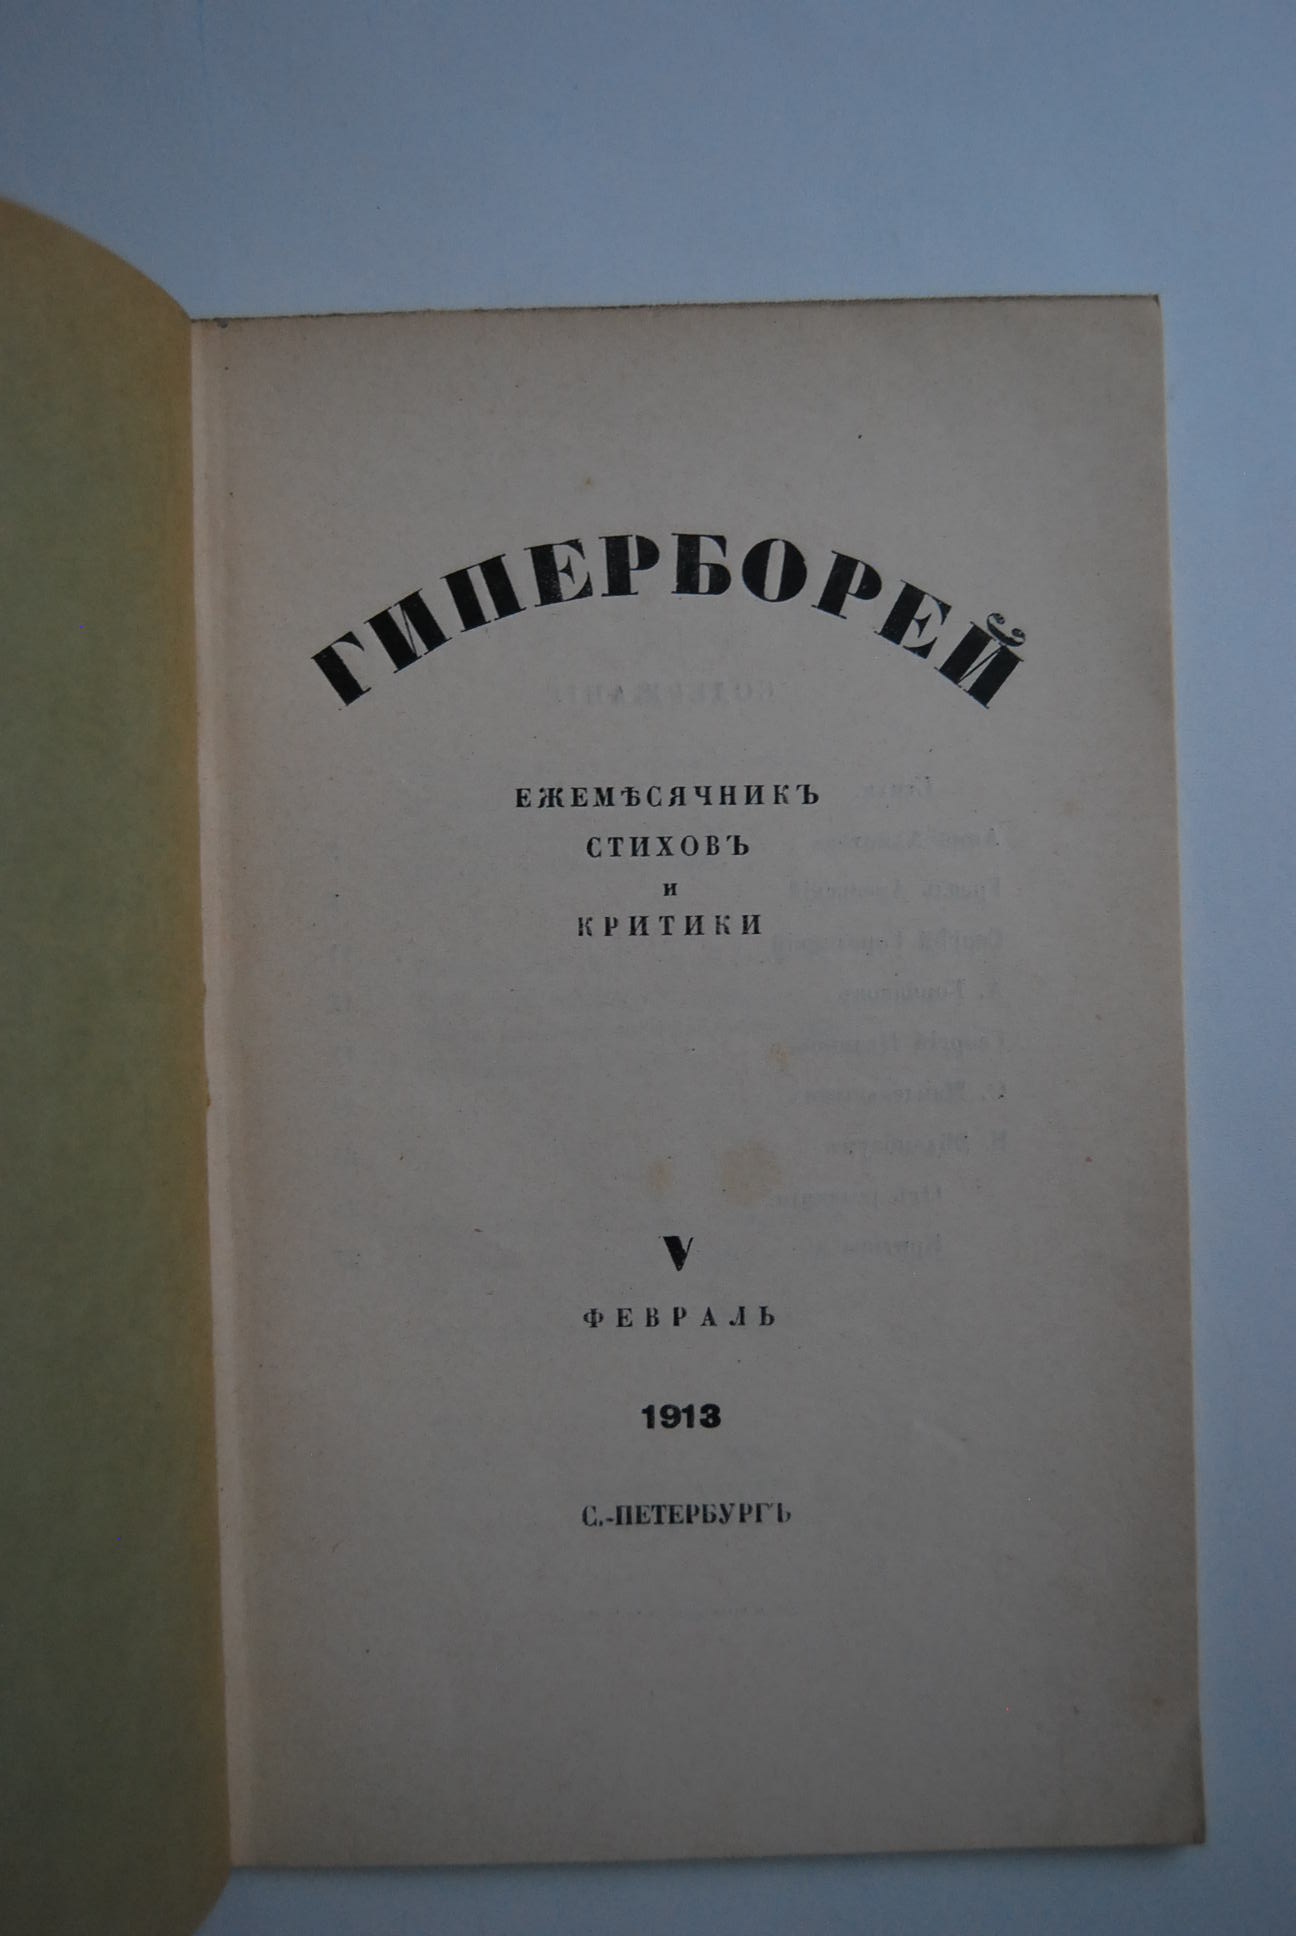 ГИПЕРБОРЕЙ
ЕЖЕМѢСЯЧНИКЪ
СТИХОВЪ
И
КРИТИКИ
V
ФЕВРАЛЬ
1913
С.-ПЕТЕРБУРГЪ